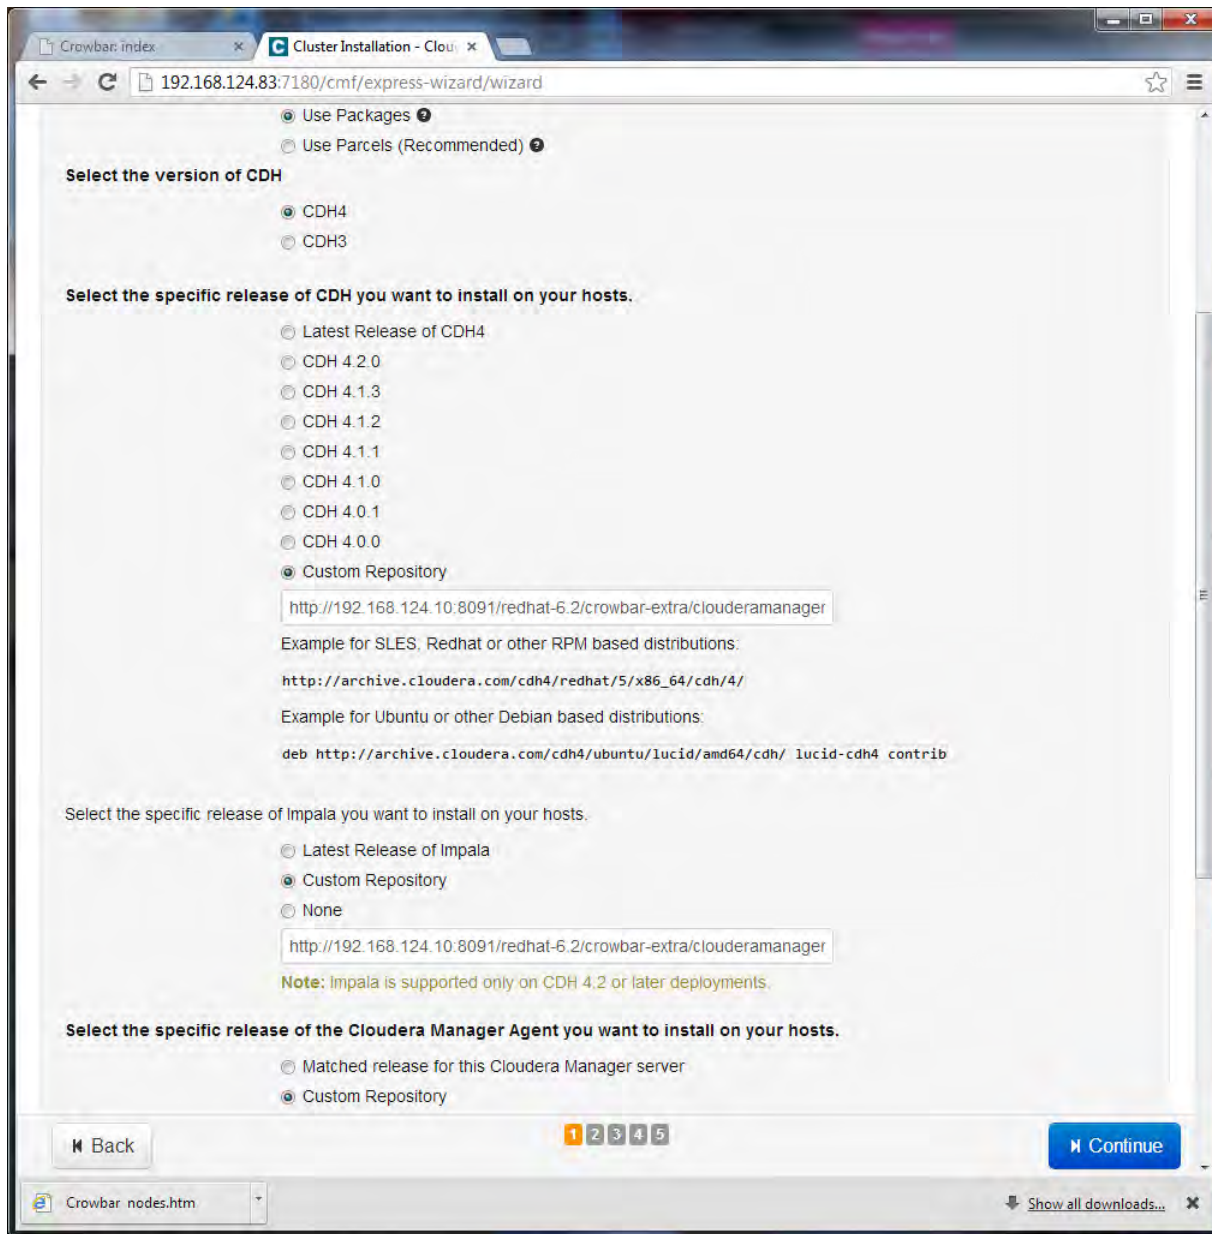 Crowbar: index
Cluster Installation - Clou
192.168.124.83:7180/cmf/express-wizard/wizard
Use Packages ?
Use Parcels (Recommended) ?
Select the version of CDH
CDH4
CDH3
Select the specific release of CDH you want to install on your hosts.
Latest Release of CDH4
CDH 4.2.0
CDH 4.1.3
CDH 4.1.2
CDH 4.1.1
CDH 4.1.0
CDH 4.0.1
CDH 4.0.0
Custom Repository
http://192.168.124.10:8091/redhat-6.2/crowbar-extra/clouderamanager
Example for SLES, Redhat or other RPM based distributions:
http://archive.cloudera.com/cdh4/redhat/5/x86_64/cdh/4/
Example for Ubuntu or other Debian based distributions:
deb http://archive.cloudera.com/cdh4/ubuntu/lucid/amd64/cdh/ lucid-cdh4 contrib
Select the specific release of Impala you want to install on your hosts.
Latest Release of Impala
Custom Repository
None
http://192.168.124.10:8091/redhat-6.2/crowbar-extra/clouderamanager
Note: Impala is supported only on CDH 4.2 or later deployments.
Select the specific release of the Cloudera Manager Agent you want to install on your hosts.
Matched release for this Cloudera Manager server
Custom Repository
Back
1 2 3 4 5
Continue
Crowbar nodes.htm
Show all downloads...